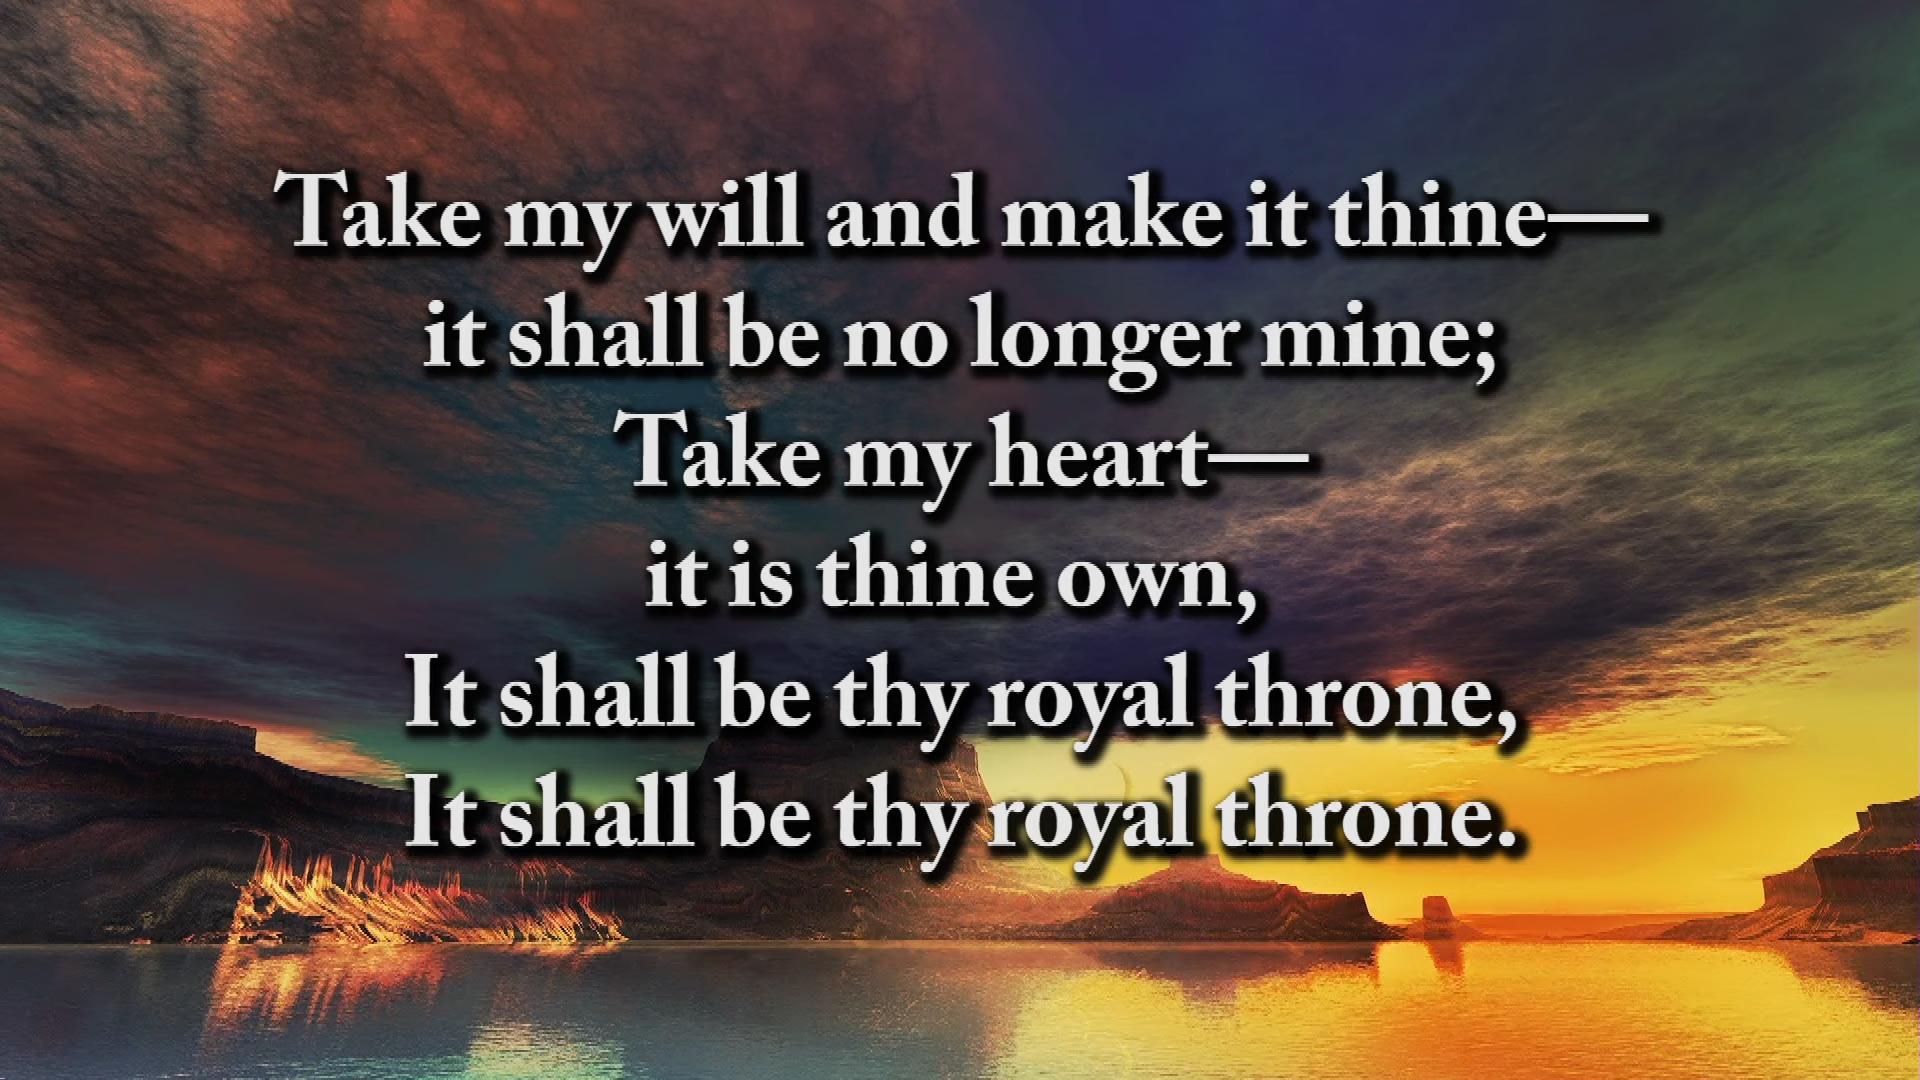 Take my will and make it thine—
it shall be no longer mine;
Take my heart—
it is thine own,
It shall be thy royal throne,
It shall be thy royal throne.